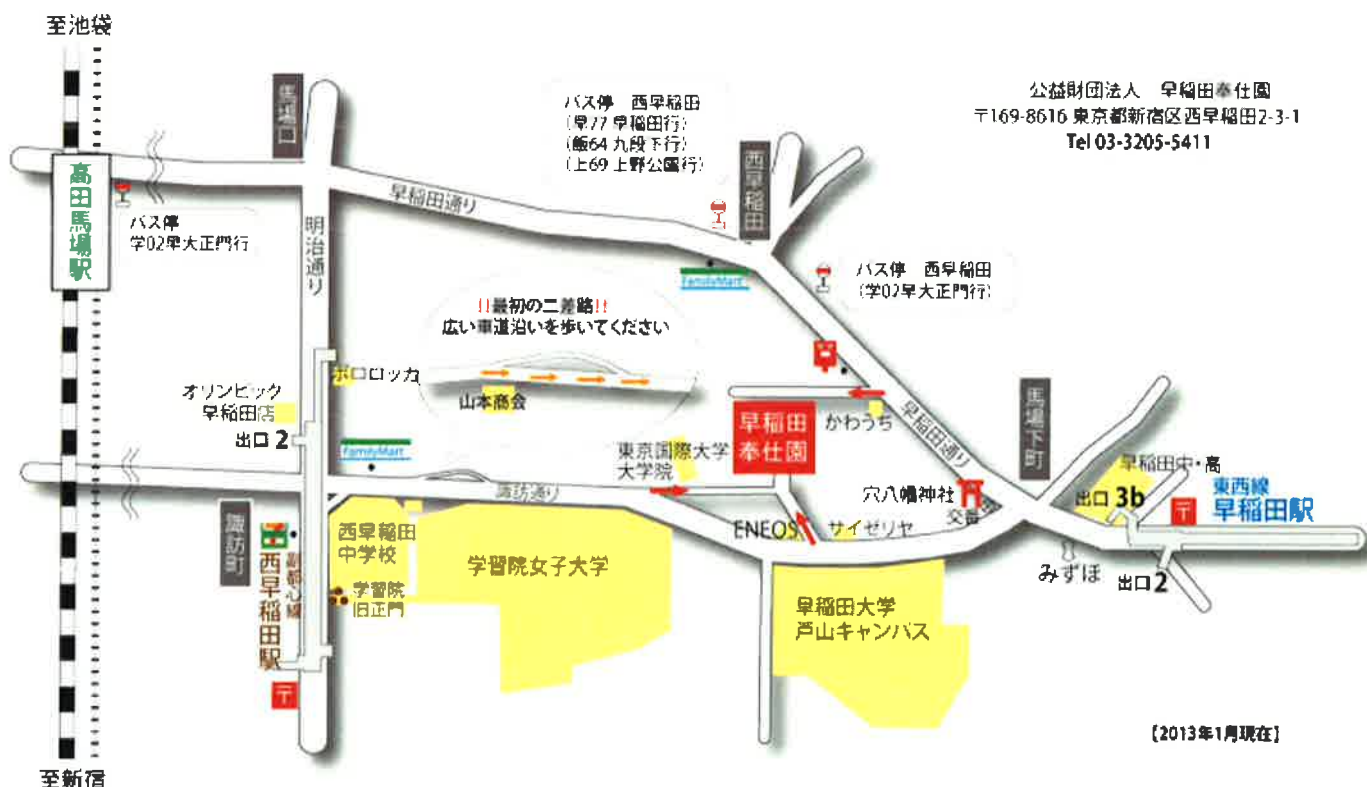 至池袋
公益財団法人　早稲田奉仕園
〒169-8616 東京都新宿区西早稲田2-3-1
Tel 03-3205-5411
馬場口
バス停　西早稲田
(早77 早稲田行)
(飯64 九段下行)
(上69 上野公園行)
西早稲田
高田馬場駅
バス停
学02早大正門行
明治通り
早稲田通り
FamilyMart
バス停　西早稲田
(学02早大正門行)
!!最初の二差路!!
広い車道沿いを歩いてください
山本商会
ポロロッカ
オリンピック
早稲田店
出口 2
FamilyMart
東京国際大学
大学院
早稲田
奉仕園
かわうち
早稲田通り
馬場下町
早稲田中・高
出口 3b
東西線
早稲田駅
〒
穴八幡神社
交番
諏訪通り
ENEOS
サイゼリヤ
みずほ
出口 2
諏訪町
副都心線
西早稲田駅
〒
西早稲田
中学校
学習院
旧正門
学習院女子大学
早稲田大学
戸山キャンパス
【2013年1月現在】
至新宿